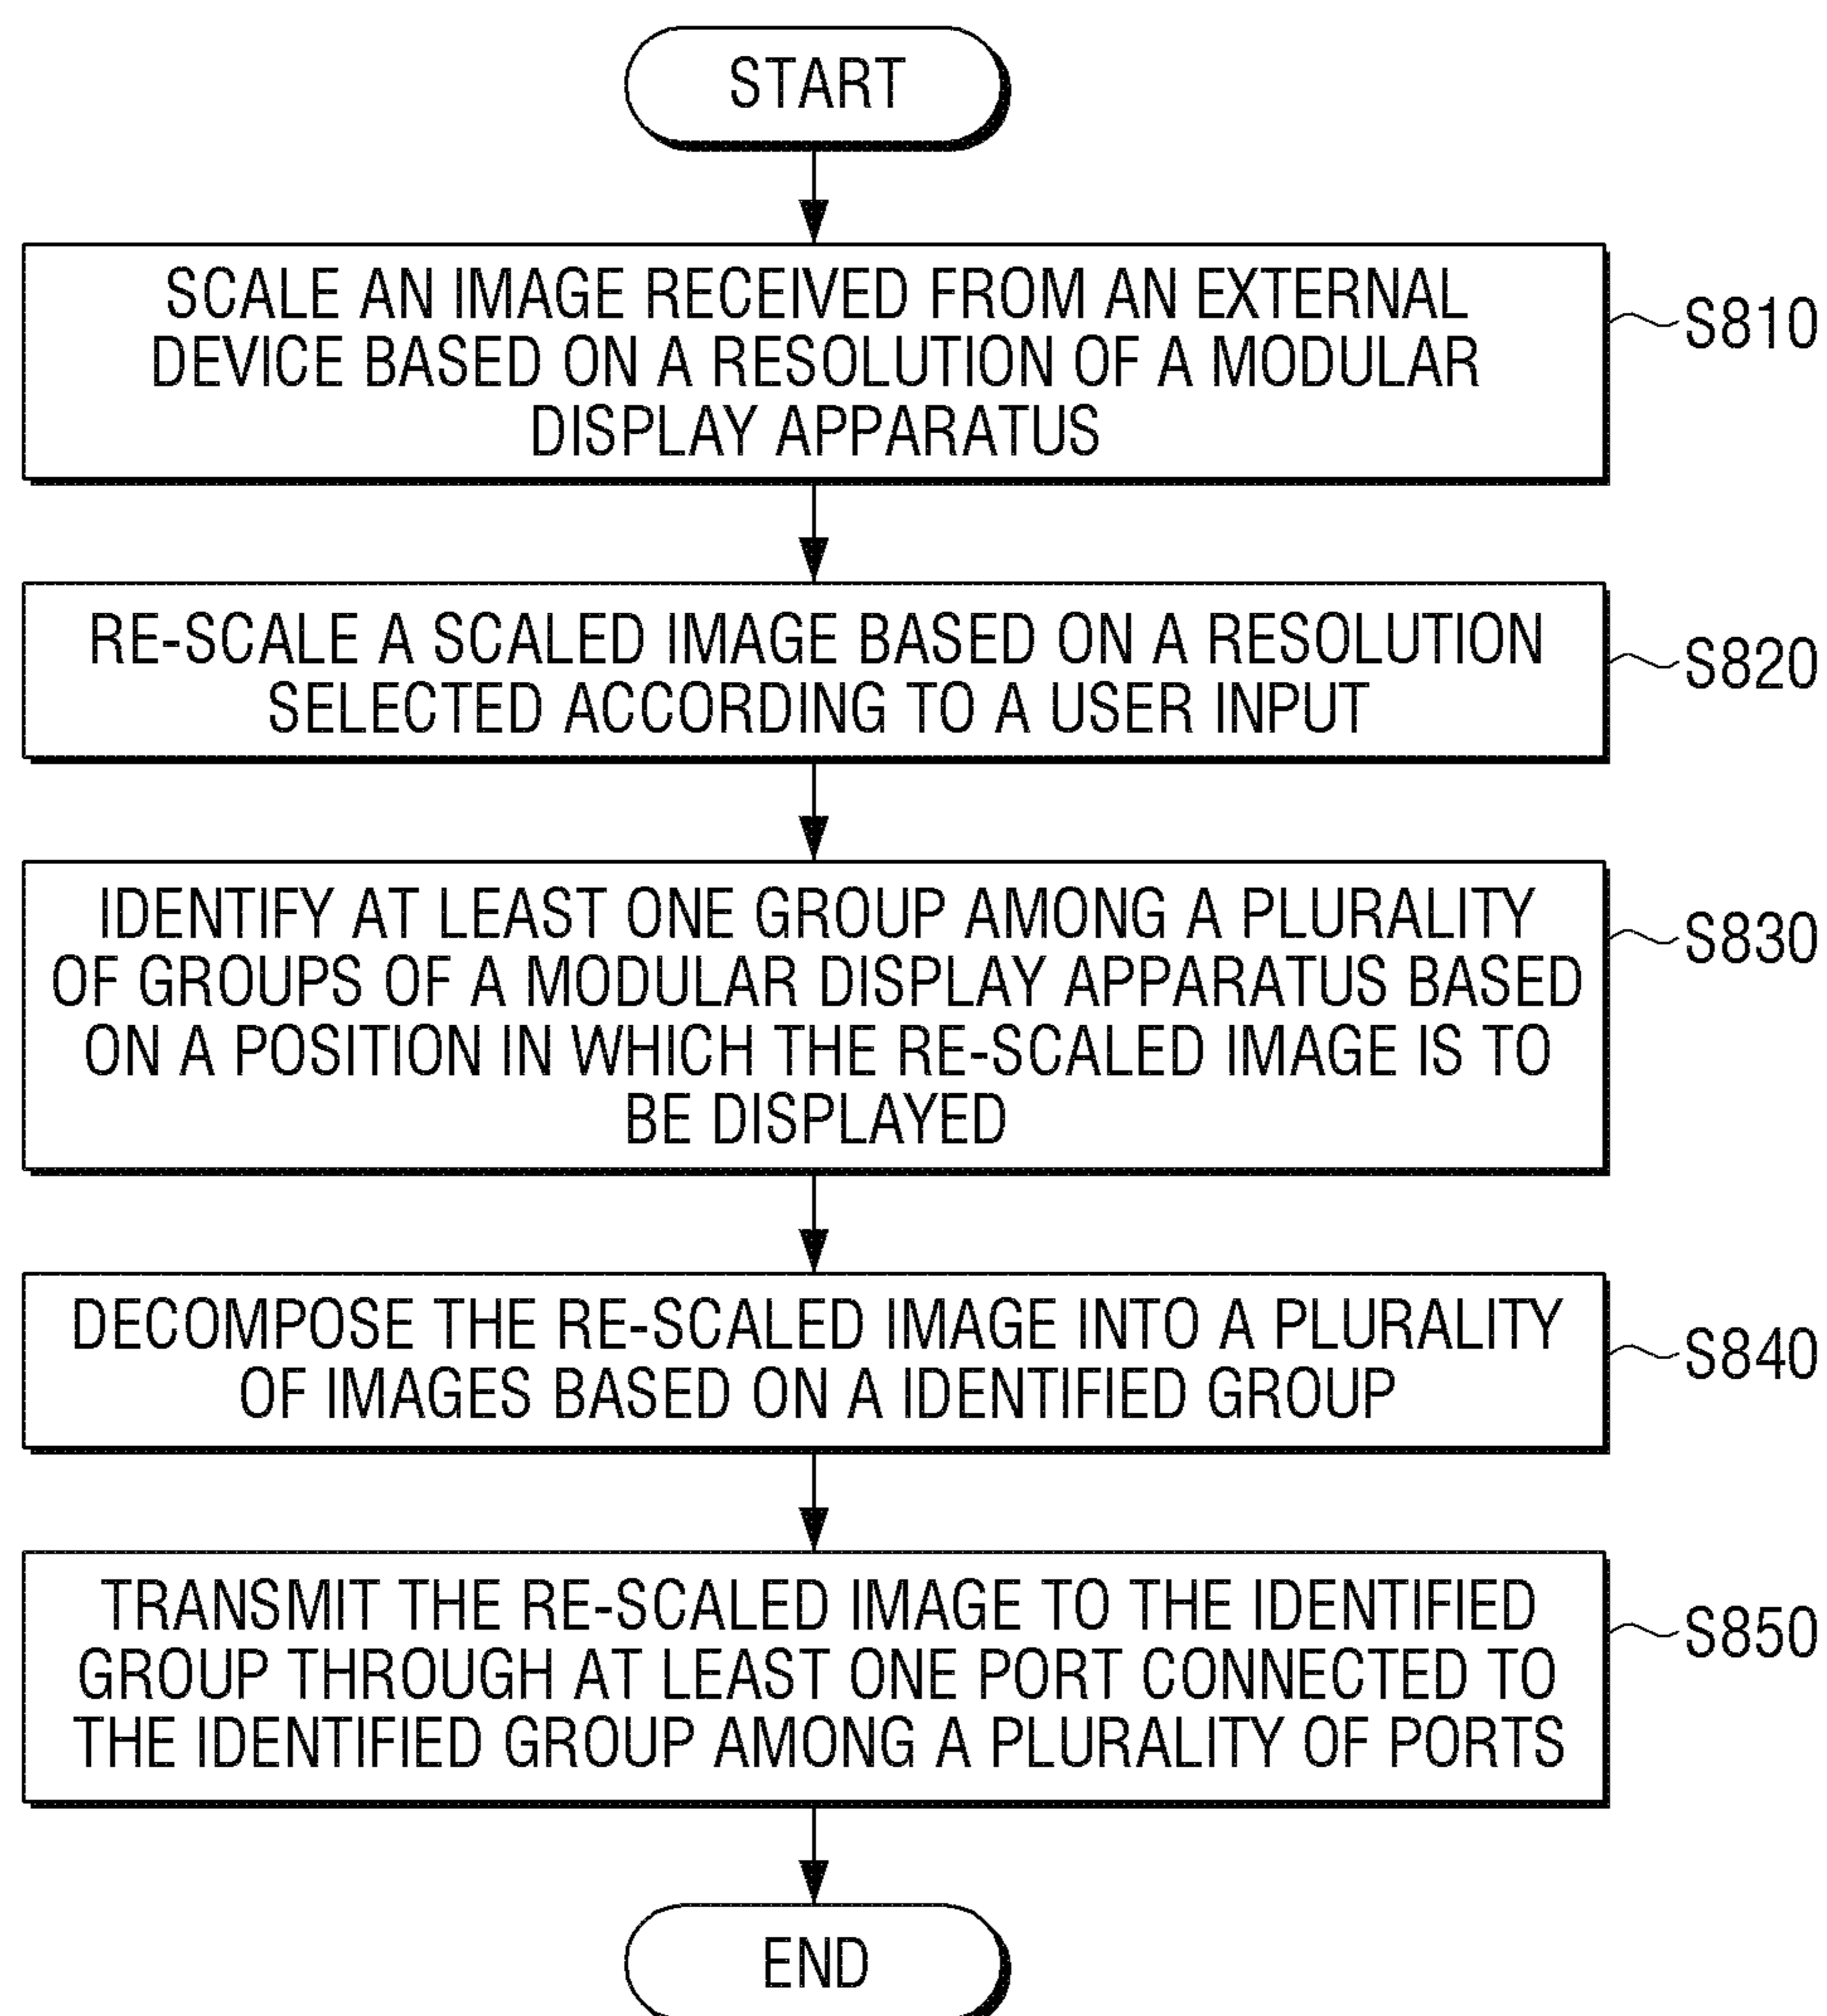 START
SCALE AN IMAGE RECEIVED FROM AN EXTERNAL
DEVICE BASED ON A RESOLUTION OF A MODULAR
DISPLAY APPARATUS
S810
RE-SCALE A SCALED IMAGE BASED ON A RESOLUTION
SELECTED ACCORDING TO A USER INPUT
S820
IDENTIFY AT LEAST ONE GROUP AMONG A PLURALITY
OF GROUPS OF A MODULAR DISPLAY APPARATUS BASED
ON A POSITION IN WHICH THE RE-SCALED IMAGE IS TO
BE DISPLAYED
S830
DECOMPOSE THE RE-SCALED IMAGE INTO A PLURALITY
OF IMAGES BASED ON A IDENTIFIED GROUP
S840
TRANSMIT THE RE-SCALED IMAGE TO THE IDENTIFIED
GROUP THROUGH AT LEAST ONE PORT CONNECTED TO
THE IDENTIFIED GROUP AMONG A PLURALITY OF PORTS
S850
END